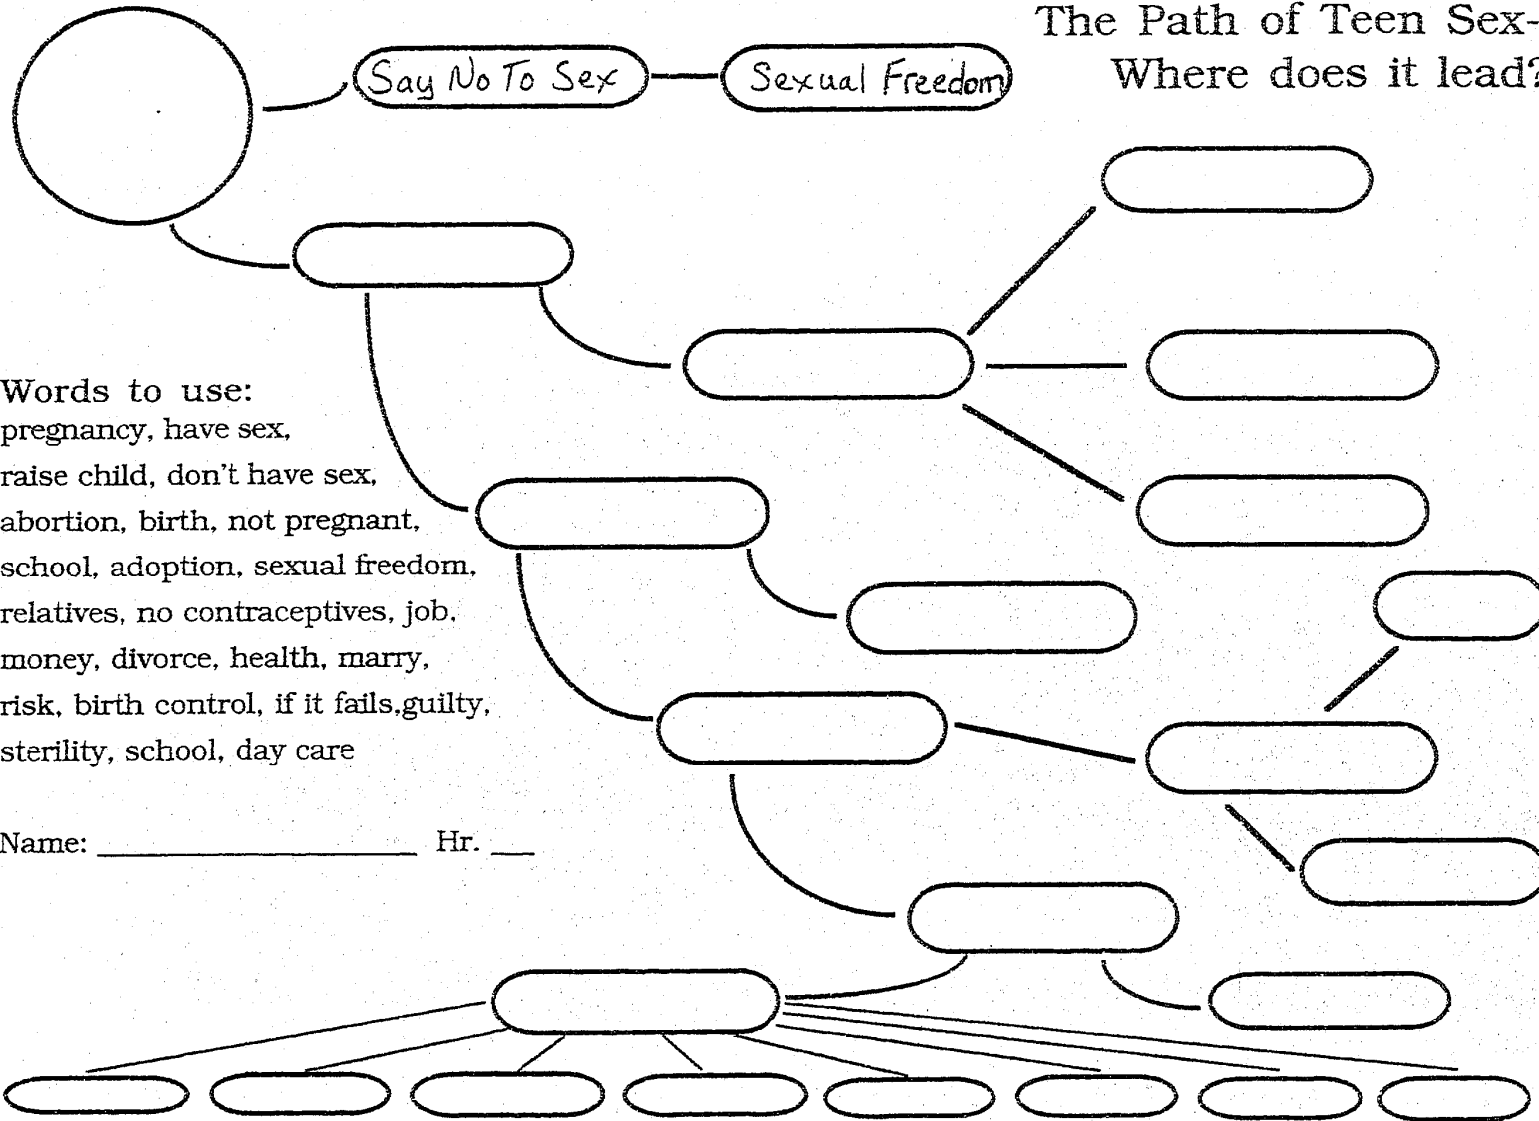 The Path of Teen Sex-
Where does it lead?
Say No To Sex
Sexual Freedom
Words to use:
pregnancy, have sex,
raise child, don't have sex,
abortion, birth, not pregnant,
school, adoption, sexual freedom,
relatives, no contraceptives, job,
money, divorce, health, marry,
risk, birth control, if it fails,guilty,
sterility, school, day care
Name: ____________________ Hr. ___